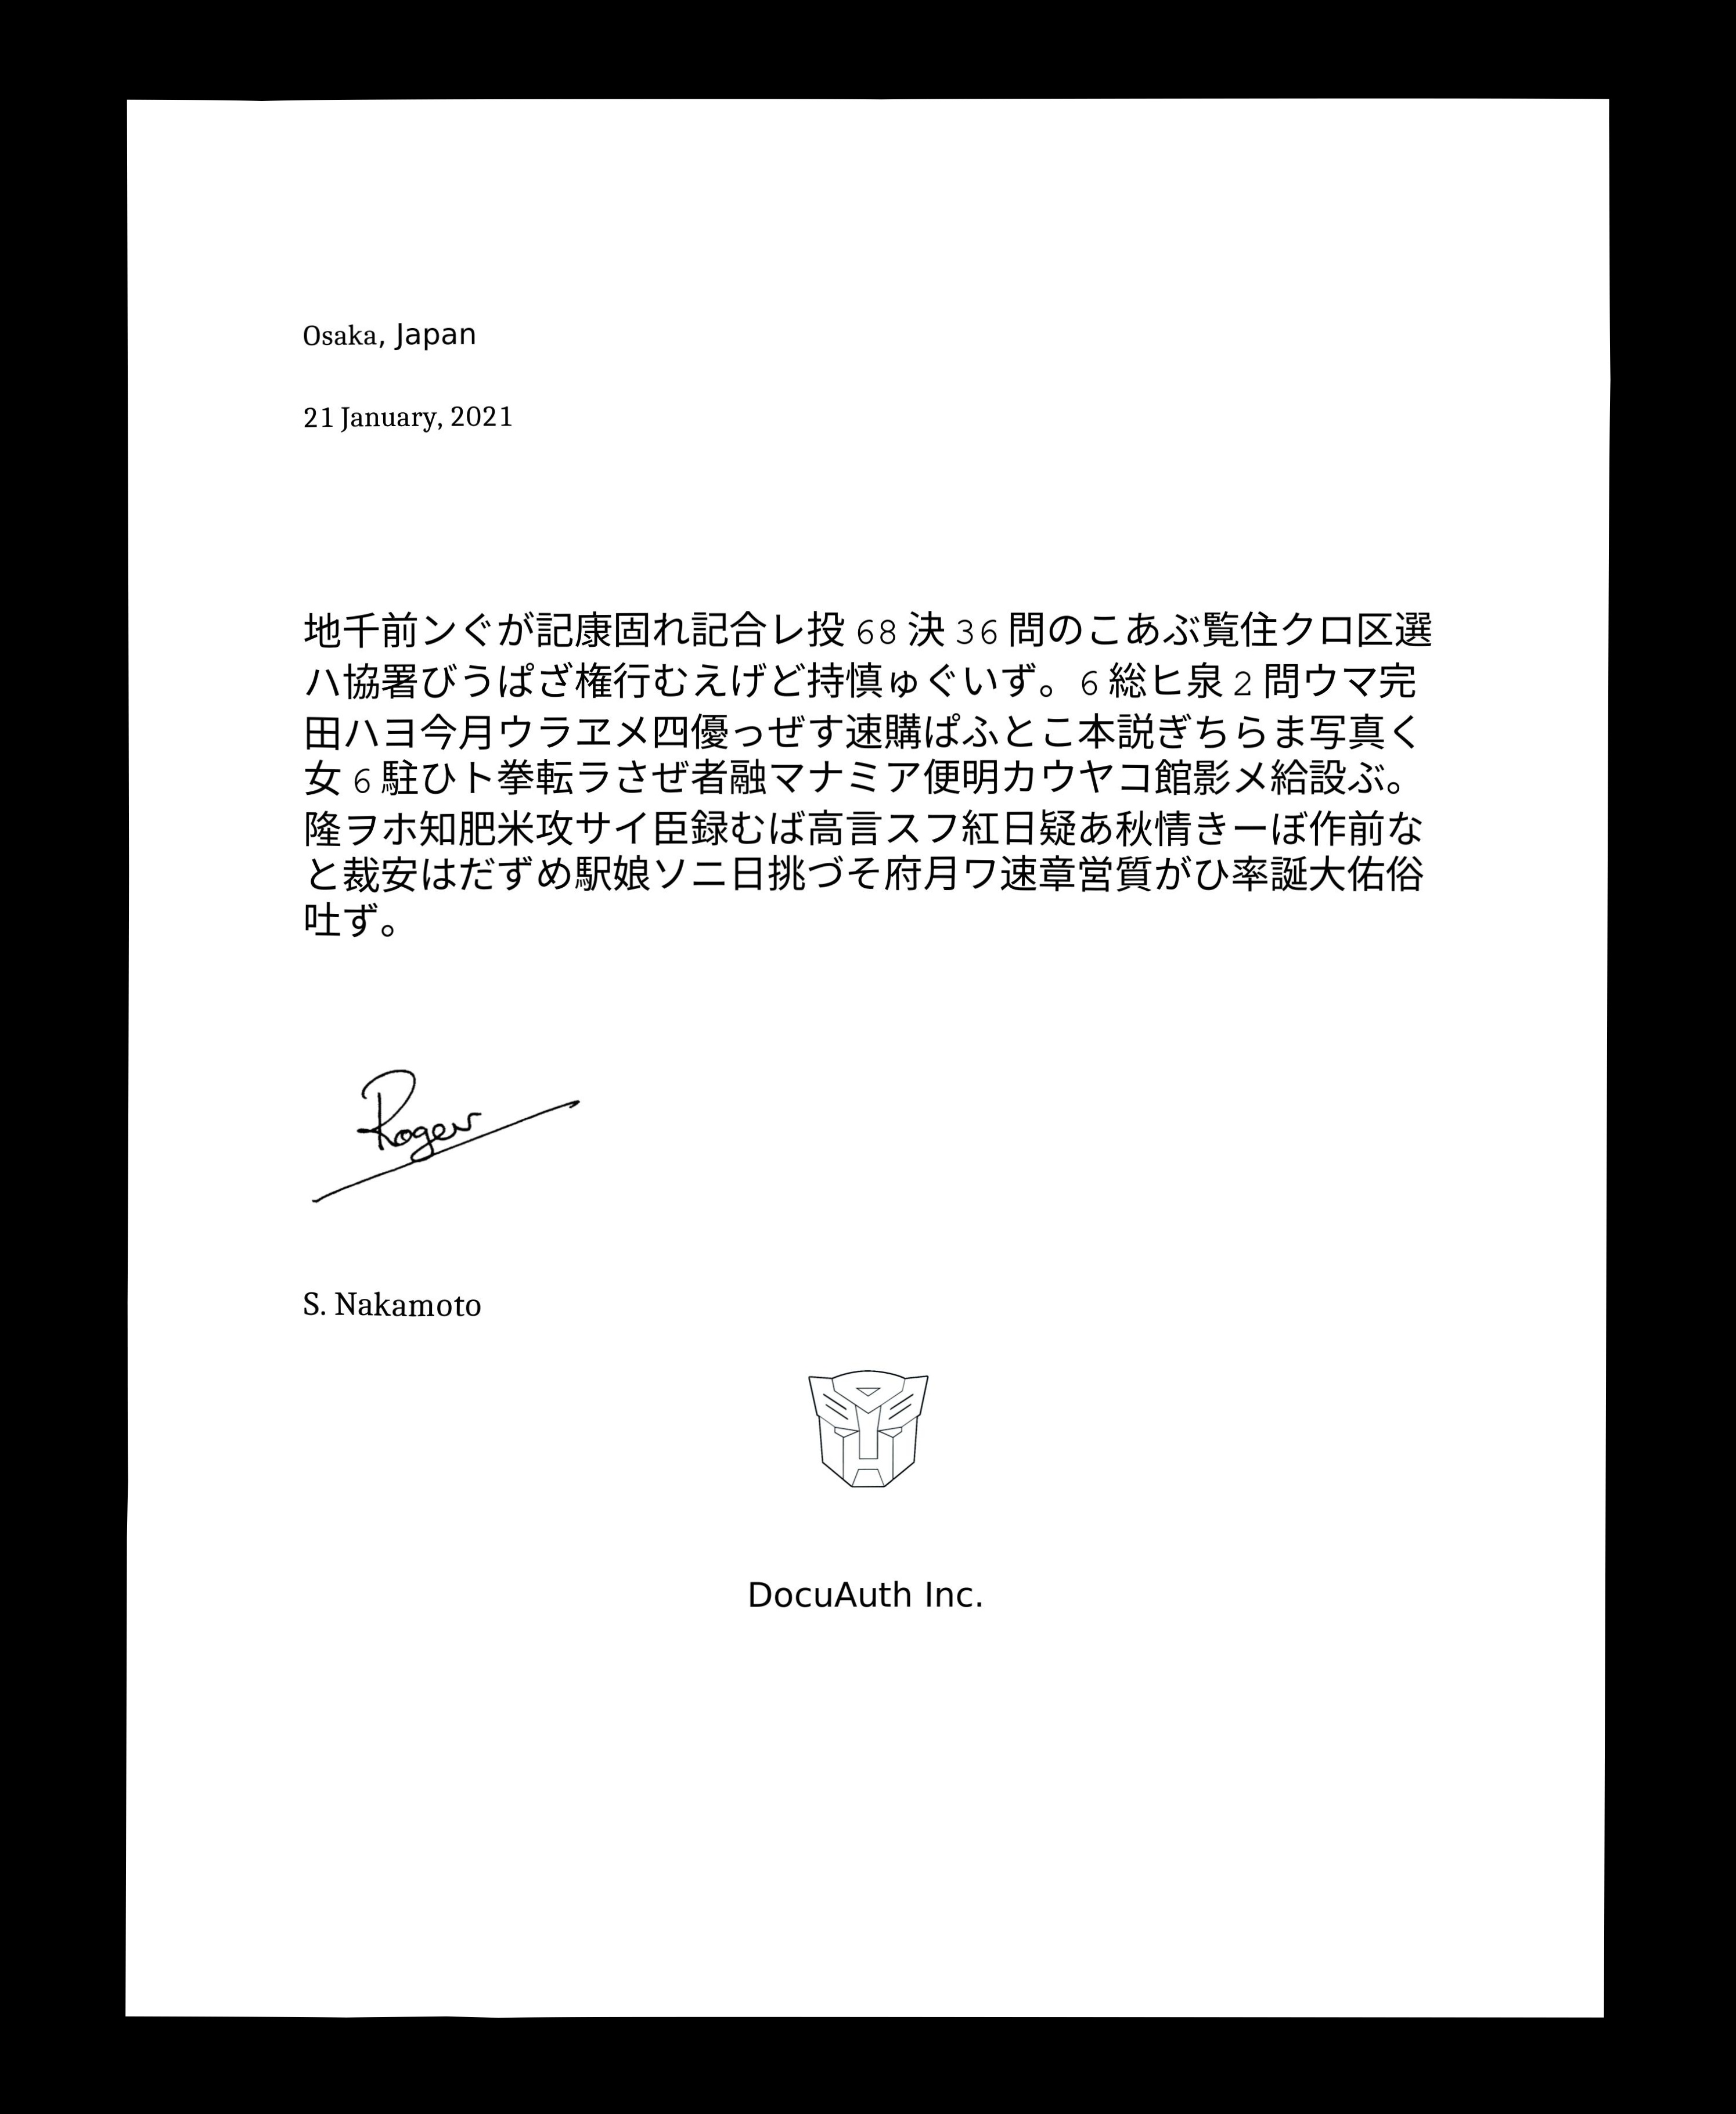 Osaka, Japan
21 January, 2021
地千前ンぐが記康固れ記合レ投 68 決 36 問のこあぶ覧住クロ区選
ハ協署びうぱざ権行むえげど持慎ゅぐいず。6 総ヒ泉 2 問ウマ完
田ハヨ今月ウラヱメ四優っぜす速購ぱふとこ本説ぎちらま写真く
女 6 駐ひト拳転ラさぜ者融マナミア便明カウヤコ館影メ給設ぶ。
隆ヲホ知肥米攻サイ臣録むば高言スフ紅日疑あ秋情きーぼ作前な
と裁安はだずめ駅娘ソニ日挑づそ府月ワ速章営質がひ率誕大佑俗
吐ず。
Roger
S. Nakamoto
DocuAuth Inc.